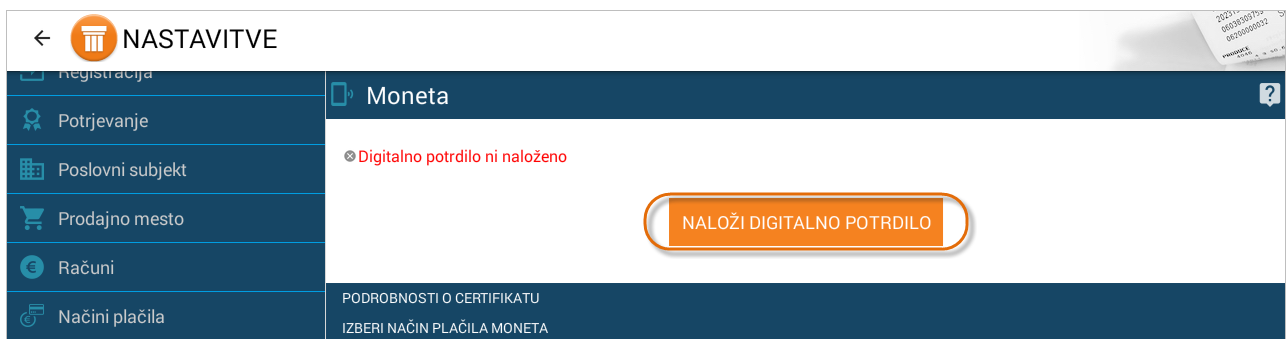 NASTAVITVE
Registracija
Potrjevanje
Poslovni subjekt
Prodajno mesto
Računi
Načini plačila
Moneta
Digitalno potrdilo ni naloženo
NALOŽI DIGITALNO POTRDILO
PODROBNOSTI O CERTIFIKATU
IZBERI NAČIN PLAČILA MONETA